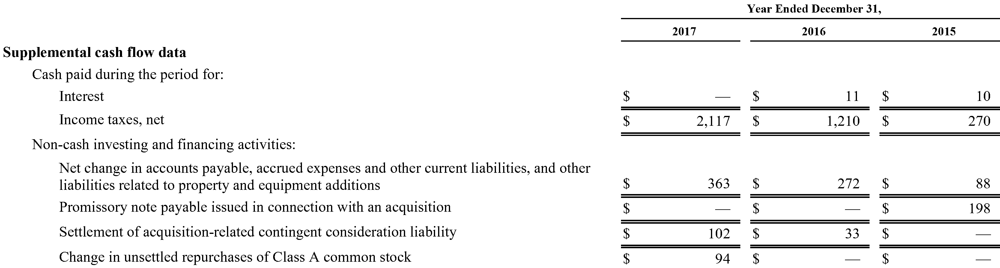 Year Ended December 31,
2017 2016 2015
Supplemental cash flow data
Cash paid during the period for:
Interest $ — $ 11 $ 10
Income taxes, net $ 2,117 $ 1,210 $ 270
Non-cash investing and financing activities:
Net change in accounts payable, accrued expenses and other current liabilities, and other
liabilities related to property and equipment additions $ 363 $ 272 $ 88
Promissory note payable issued in connection with an acquisition $ — $ — $ 198
Settlement of acquisition-related contingent consideration liability $ 102 $ 33 $ —
Change in unsettled repurchases of Class A common stock $ 94 $ — $ —